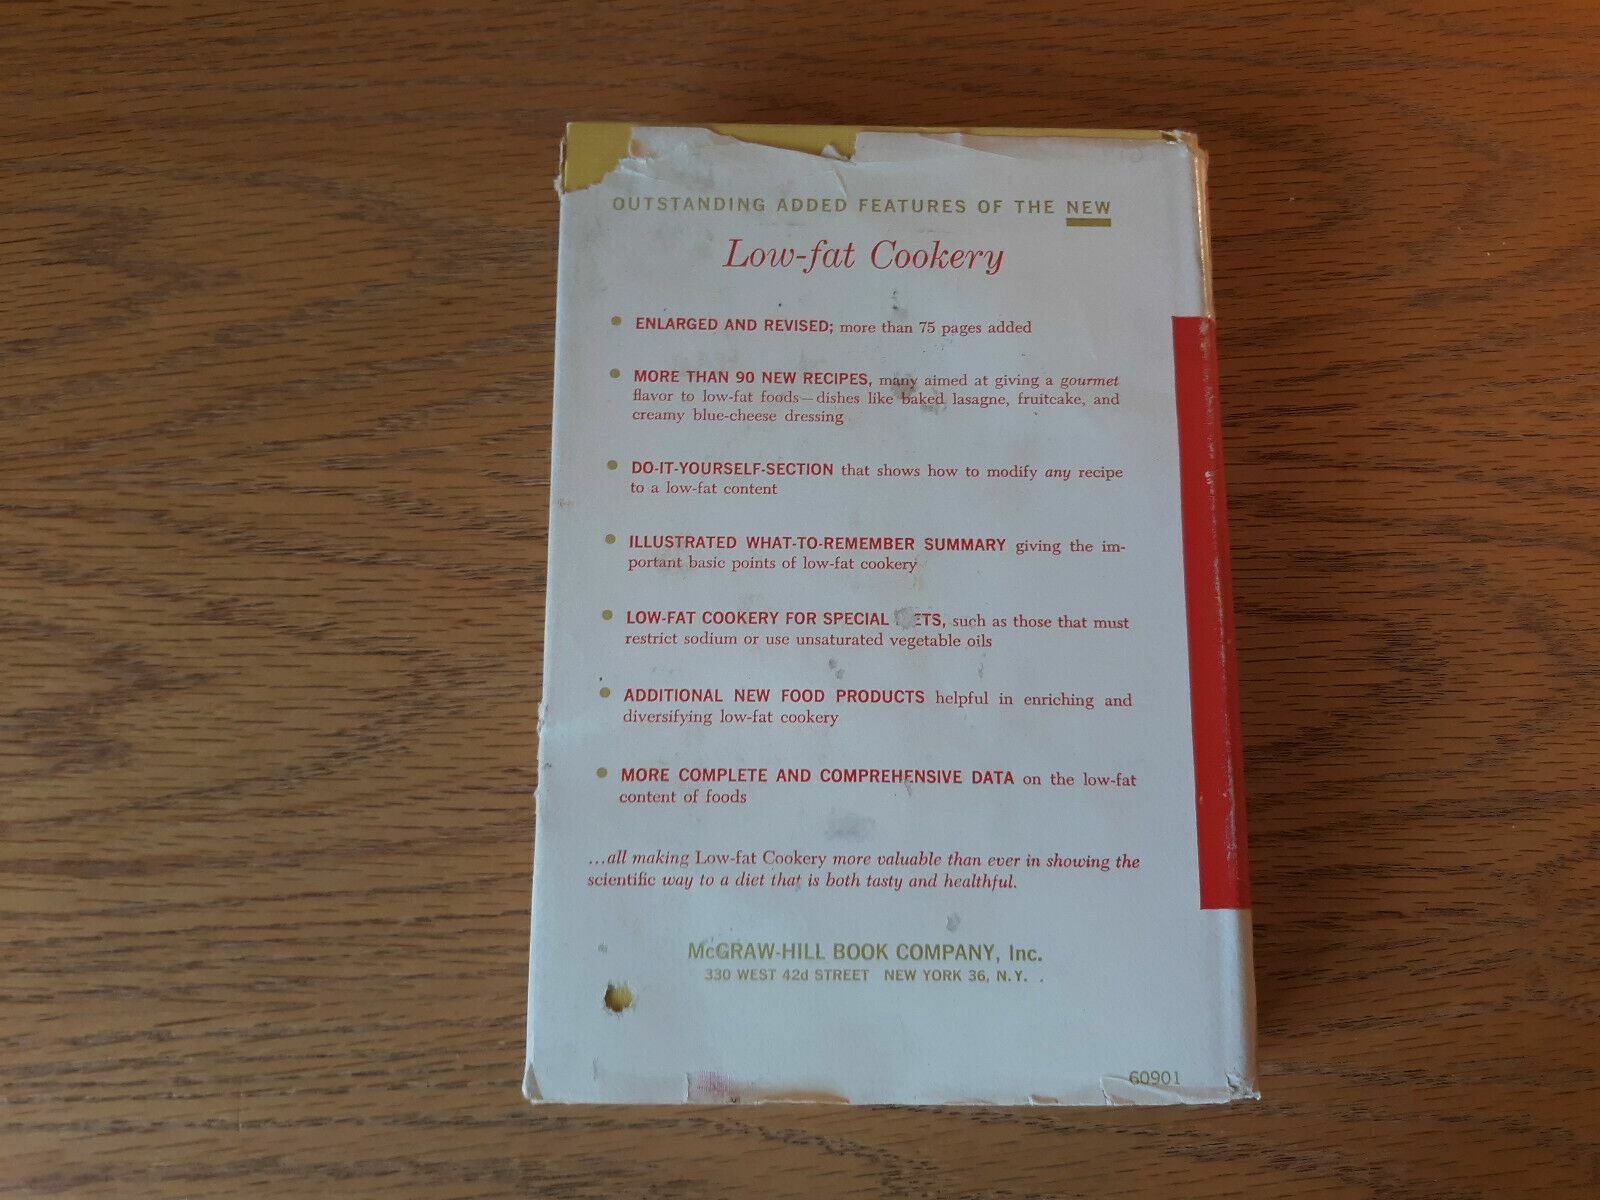 OUTSTANDING ADDED FEATURES OF THE NEW
Low-fat Cookery
• ENLARGED AND REVISED; more than 75 pages added
• MORE THAN 90 NEW RECIPES, many aimed at giving a gourmet
flavor to low-fat foods—dishes like baked lasagne, fruitcake, and
creamy blue-cheese dressing
• DO-IT-YOURSELF-SECTION that shows how to modify any recipe
to a low-fat content
• ILLUSTRATED WHAT-TO-REMEMBER SUMMARY giving the im-
portant basic points of low-fat cookery
• LOW-FAT COOKERY FOR SPECIAL ETS, such as those that must
restrict sodium or use unsaturated vegetable oils
• ADDITIONAL NEW FOOD PRODUCTS helpful in enriching and
diversifying low-fat cookery
• MORE COMPLETE AND COMPREHENSIVE DATA on the low-fat
content of foods
...all making Low-fat Cookery more valuable than ever in showing the
scientific way to a diet that is both tasty and healthful.
McGRAW-HILL BOOK COMPANY, Inc.
330 WEST 42d STREET NEW YORK 36, N.Y.
60901